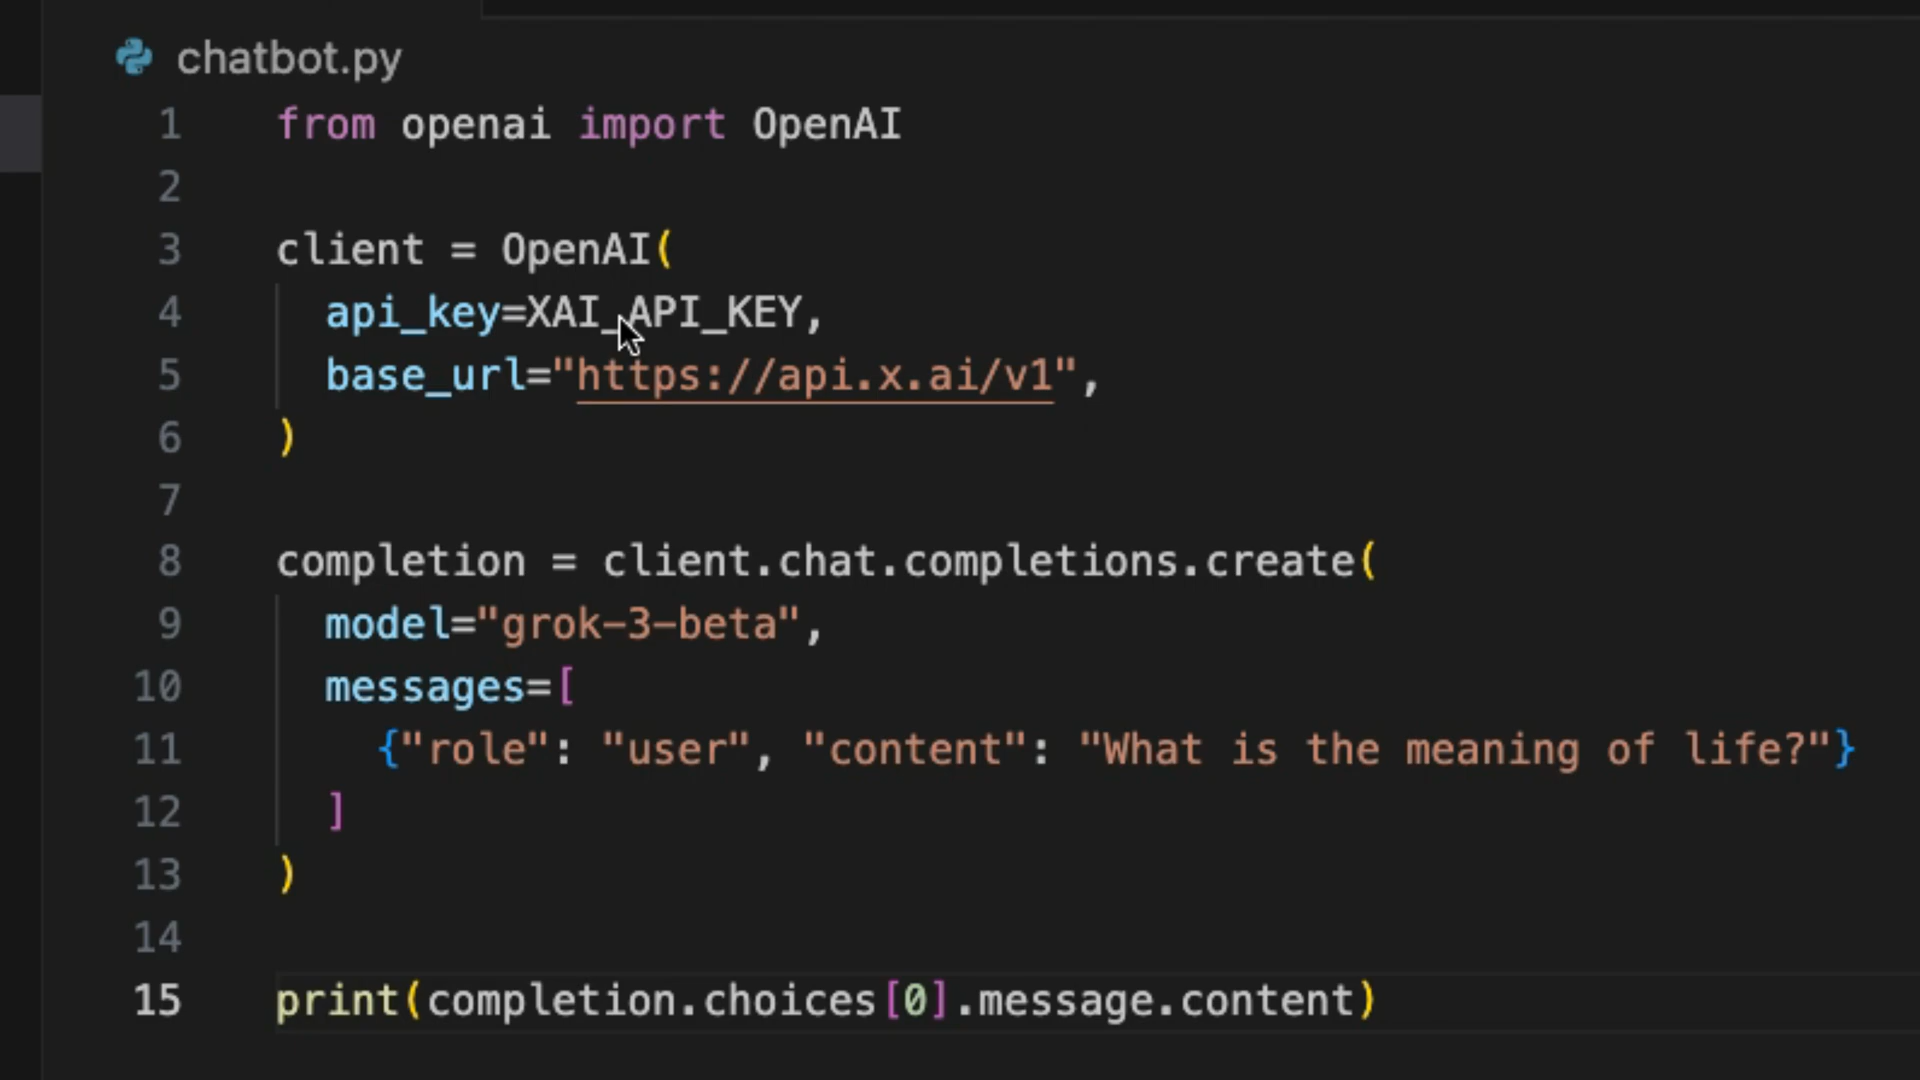 chatbot.py
1 from openai import OpenAI
2
3 client = OpenAI(
4   api_key=XAI_API_KEY,
5   base_url="https://api.x.ai/v1",
6 )
7
8 completion = client.chat.completions.create(
9   model="grok-3-beta",
10   messages=[
11     {"role": "user", "content": "What is the meaning of life?"}
12   ]
13 )
14
15 print(completion.choices[0].message.content)